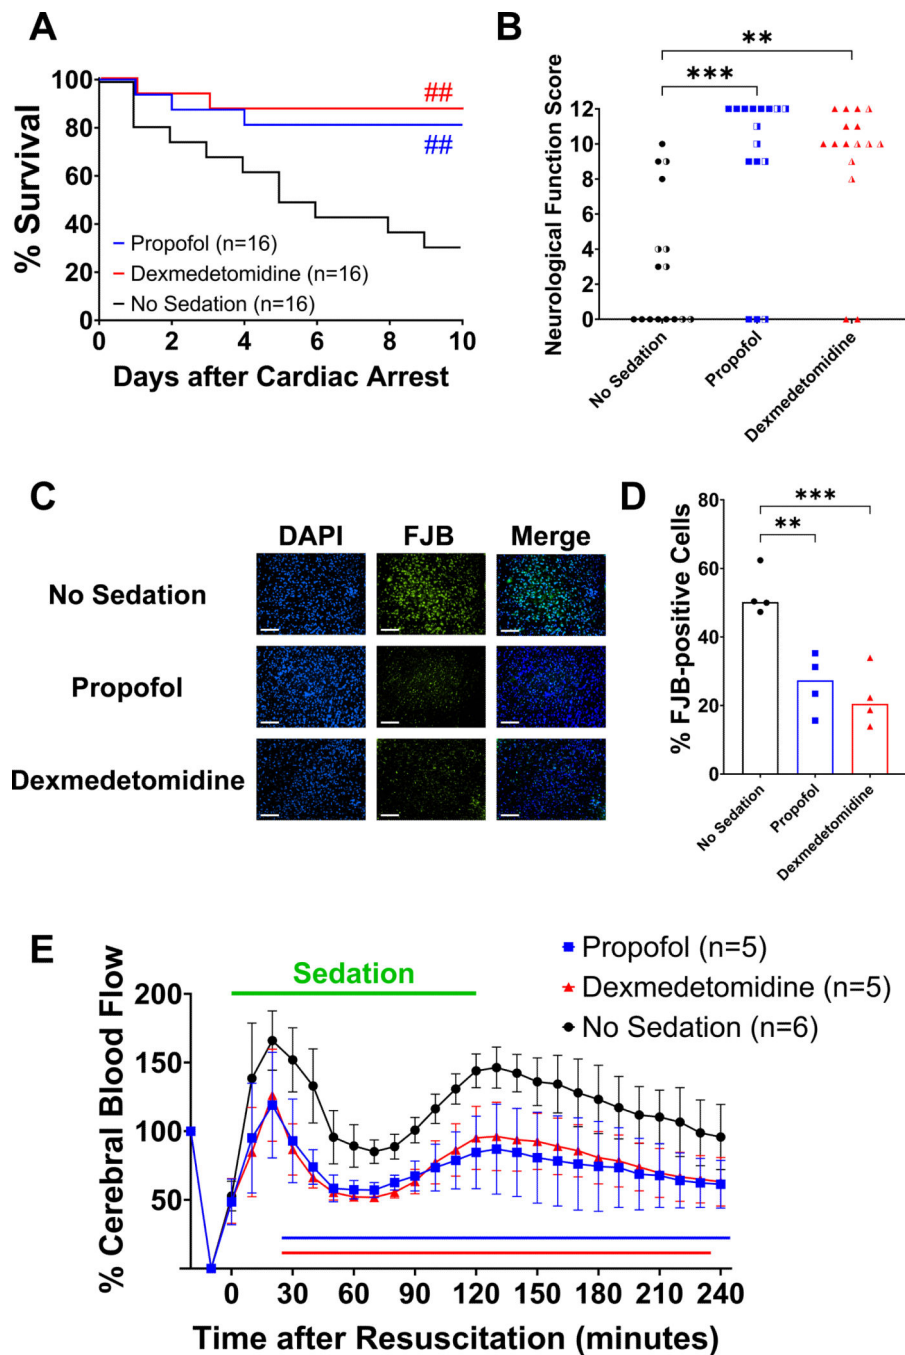 A
% Survival
100
80
60
40
20
0
##
##
Propofol (n=16)
Dexmedetomidine (n=16)
No Sedation (n=16)
0 2 4 6 8 10
Days after Cardiac Arrest
B
Neurological Function Score
12
10
8
6
4
2
0
**
***
No Sedation
Propofol
Dexmedetomidine
C
DAPI FJB Merge
No Sedation
Propofol
Dexmedetomidine
D
% FJB-positive Cells
80
60
40
20
0
***
**
No Sedation
Propofol
Dexmedetomidine
E
% Cerebral Blood Flow
200
150
100
50
Sedation
Propofol (n=5)
Dexmedetomidine (n=5)
No Sedation (n=6)
0 30 60 90 120 150 180 210 240
Time after Resuscitation (minutes)